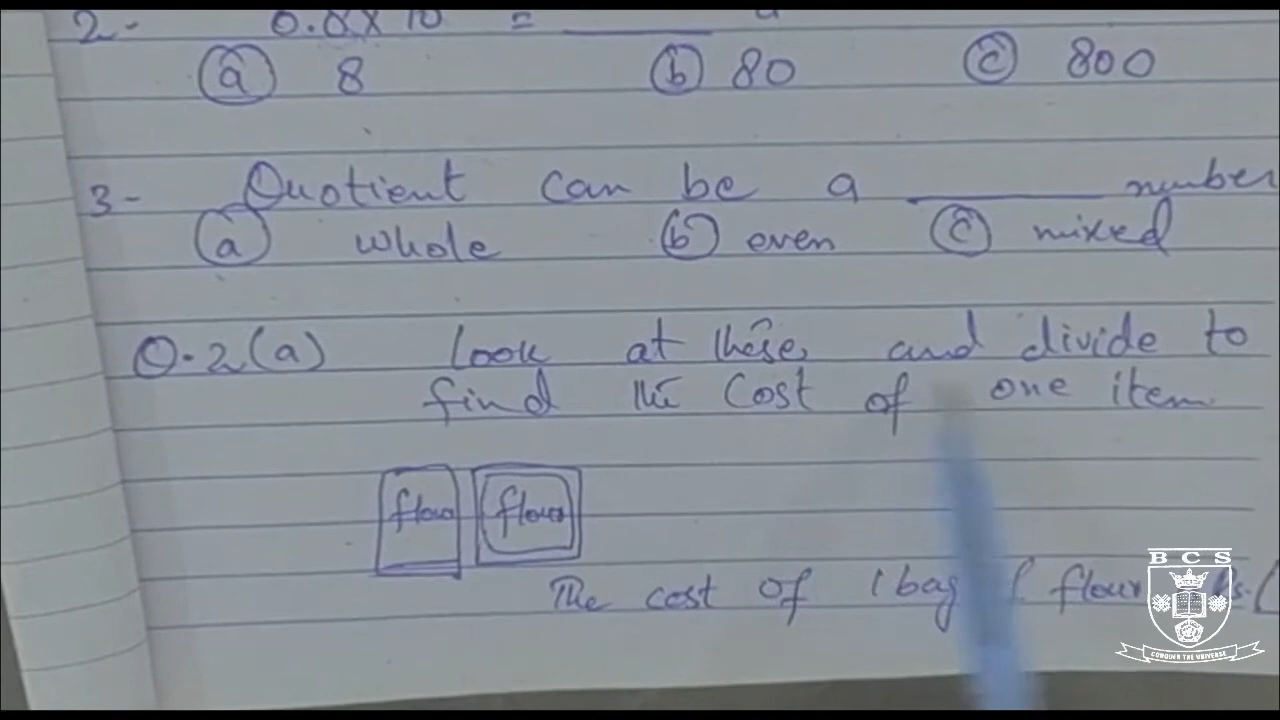 2- 0.8 x 10 = ____
(a) 8 (b) 80 (c) 800
3- Quotient can be a ____ number
(a) whole (b) even (c) mixed
Q.2(a) Look at these and divide to
find the cost of one item.
flour flour
The cost of 1 bag of flour
BCS
CONQUER THE UNIVERSE